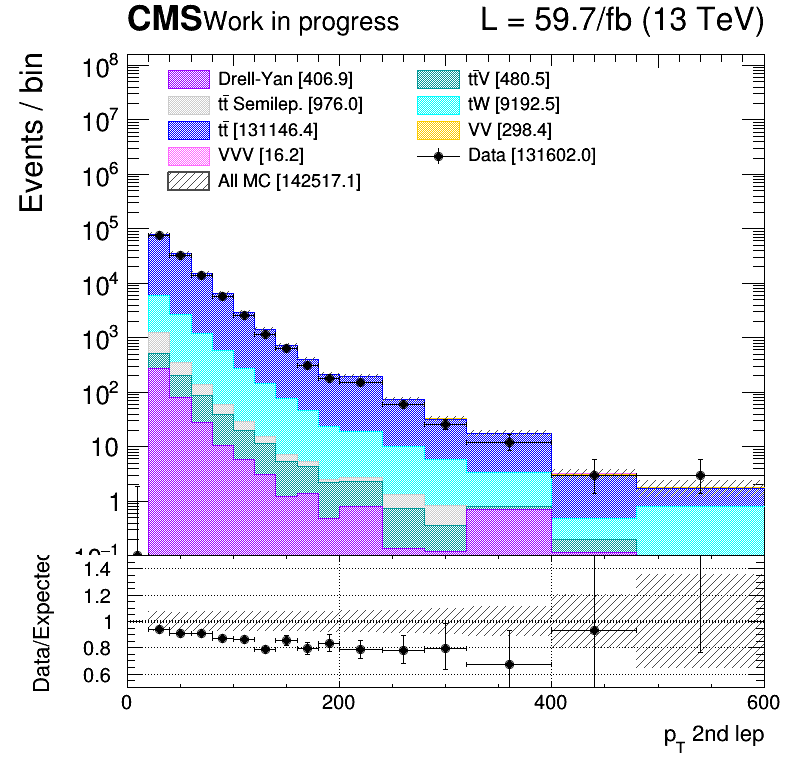 CMS Work in progress L = 59.7/fb (13 TeV)
Events / bin
Drell-Yan [406.9] tt̄V [480.5]
tt̄ Semilep. [976.0] tW [9192.5]
tt̄ [131146.4] VV [298.4]
VVV [16.2] Data [131602.0]
All MC [142517.1]
10⁸
10⁷
10⁶
10⁵
10⁴
10³
10²
10
1
10⁻¹
Data/Expected
1.4
1.2
1
0.8
0.6
0 200 400 600
p_T 2nd lep